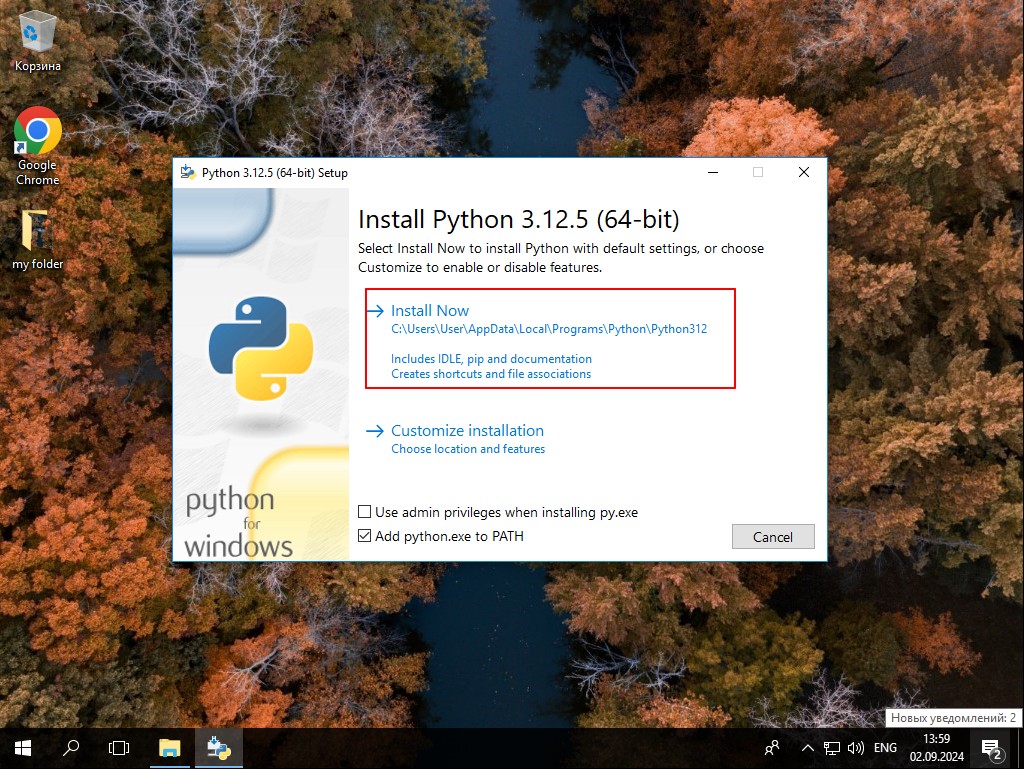 Корзина
Google
Chrome
my folder
Python 3.12.5 (64-bit) Setup
Install Python 3.12.5 (64-bit)
Select Install Now to install Python with default settings, or choose
Customize to enable or disable features.
Install Now
C:\Users\User\AppData\Local\Programs\Python\Python312
Includes IDLE, pip and documentation
Creates shortcuts and file associations
Customize installation
Choose location and features
python
for
windows
Use admin privileges when installing py.exe
Add python.exe to PATH
Cancel
Новых уведомлений: 2
ENG
13:59
02.09.2024
2